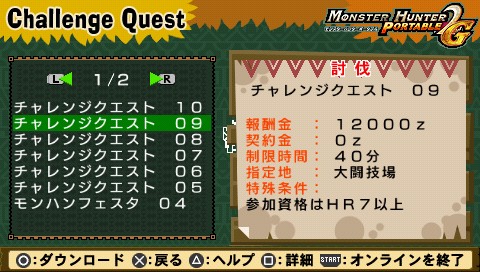 Challenge Quest
MONSTER HUNTER
PORTABLE 2nd G
L 1/2 R
チャレンジクエスト 10
チャレンジクエスト 09
チャレンジクエスト 08
チャレンジクエスト 07
チャレンジクエスト 06
チャレンジクエスト 05
モンハンフェスタ 04
討伐
チャレンジクエスト 09
報酬金 : 12000z
契約金 : 0z
制限時間: 40分
指定地 : 大闘技場
特殊条件:
参加資格はHR7以上
○:ダウンロード ×:戻る △:ヘルプ □:詳細 START:オンラインを終了